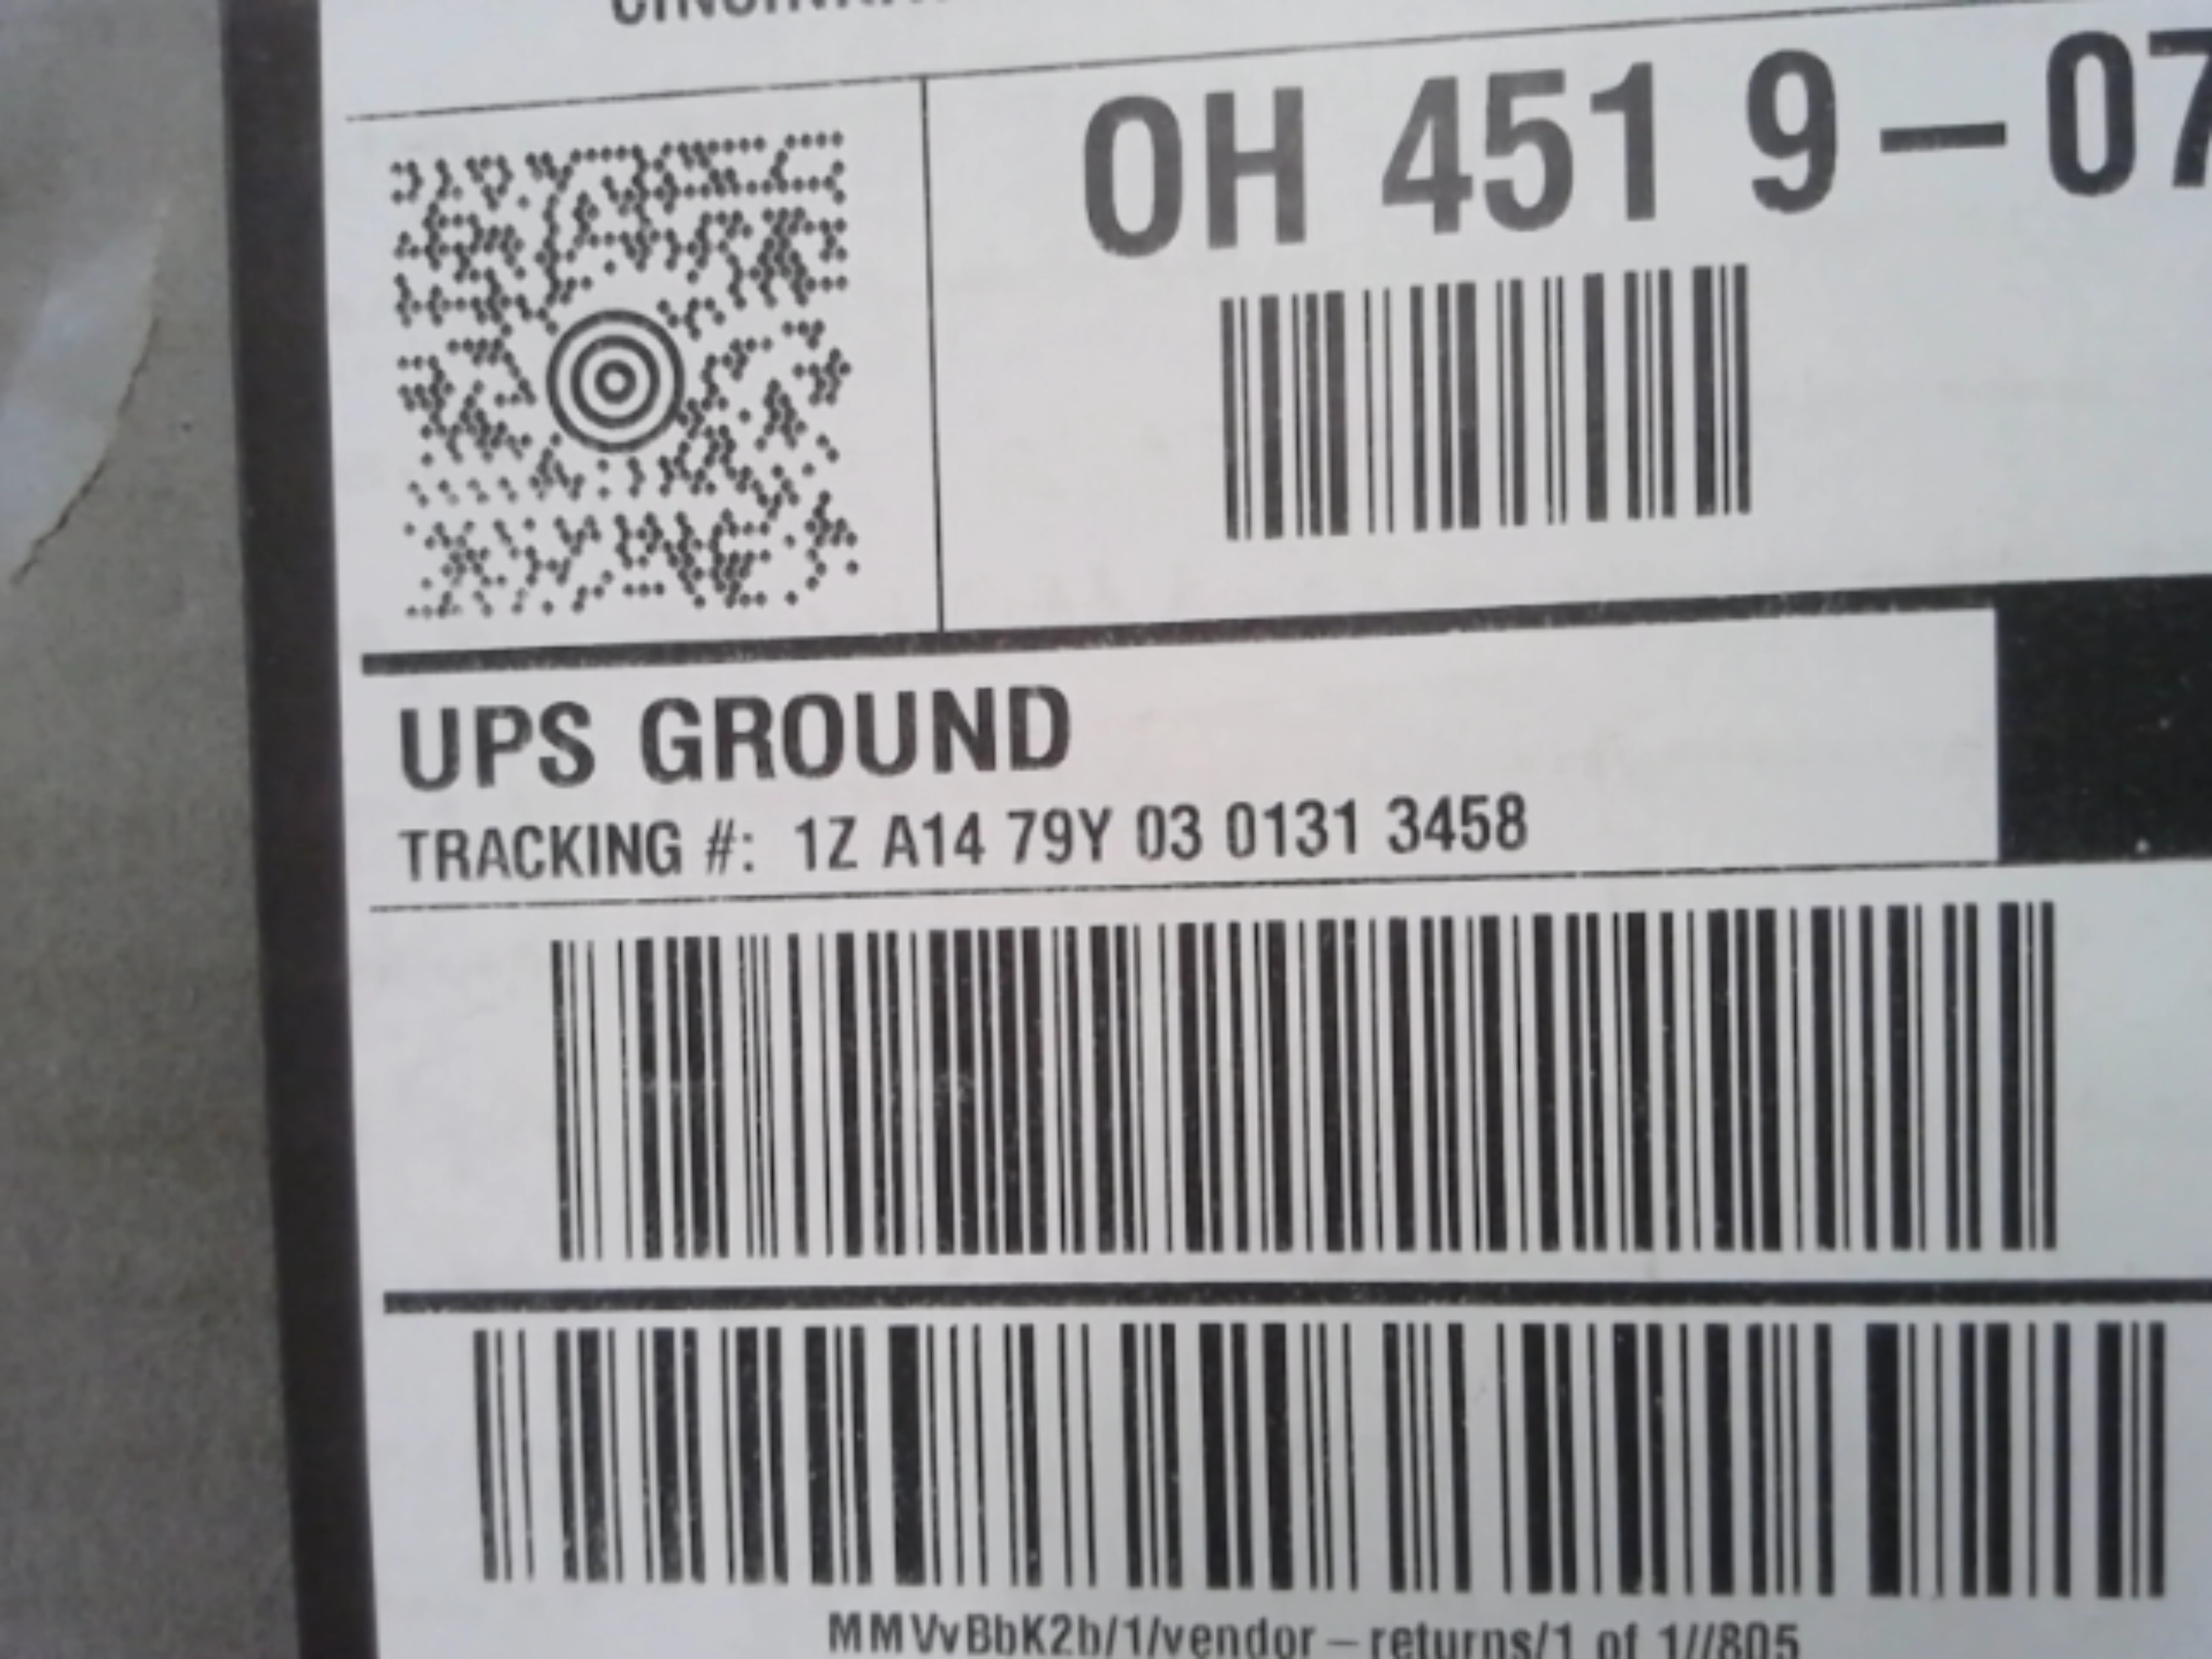 OH 451 9-07
UPS GROUND
TRACKING #: 1Z A14 79Y 03 0131 3458
MMVvBbK2b/1/vendor-returns/1 of 1//805